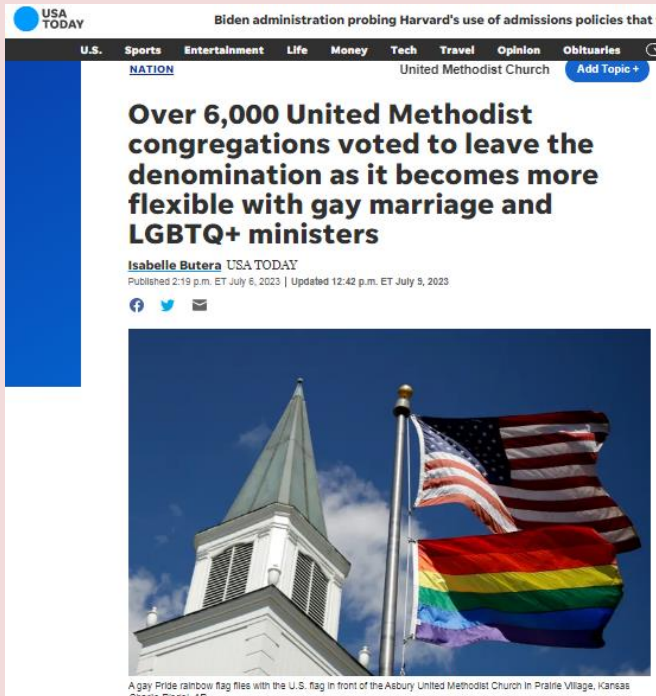 USA
TODAY
Biden administration probing Harvard's use of admissions policies that
U.S. Sports Entertainment Life Money Tech Travel Opinion Obituaries
NATION
United Methodist Church
Add Topic +
Over 6,000 United Methodist
congregations voted to leave the
denomination as it becomes more
flexible with gay marriage and
LGBTQ+ ministers
Isabelle Butera USA TODAY
Published 2:19 p.m. ET July 6, 2023 | Updated 12:42 p.m. ET July 9, 2023
A gay Pride rainbow flag flies with the U.S. flag in front of the Asbury United Methodist Church in Prairie Village, Kansas